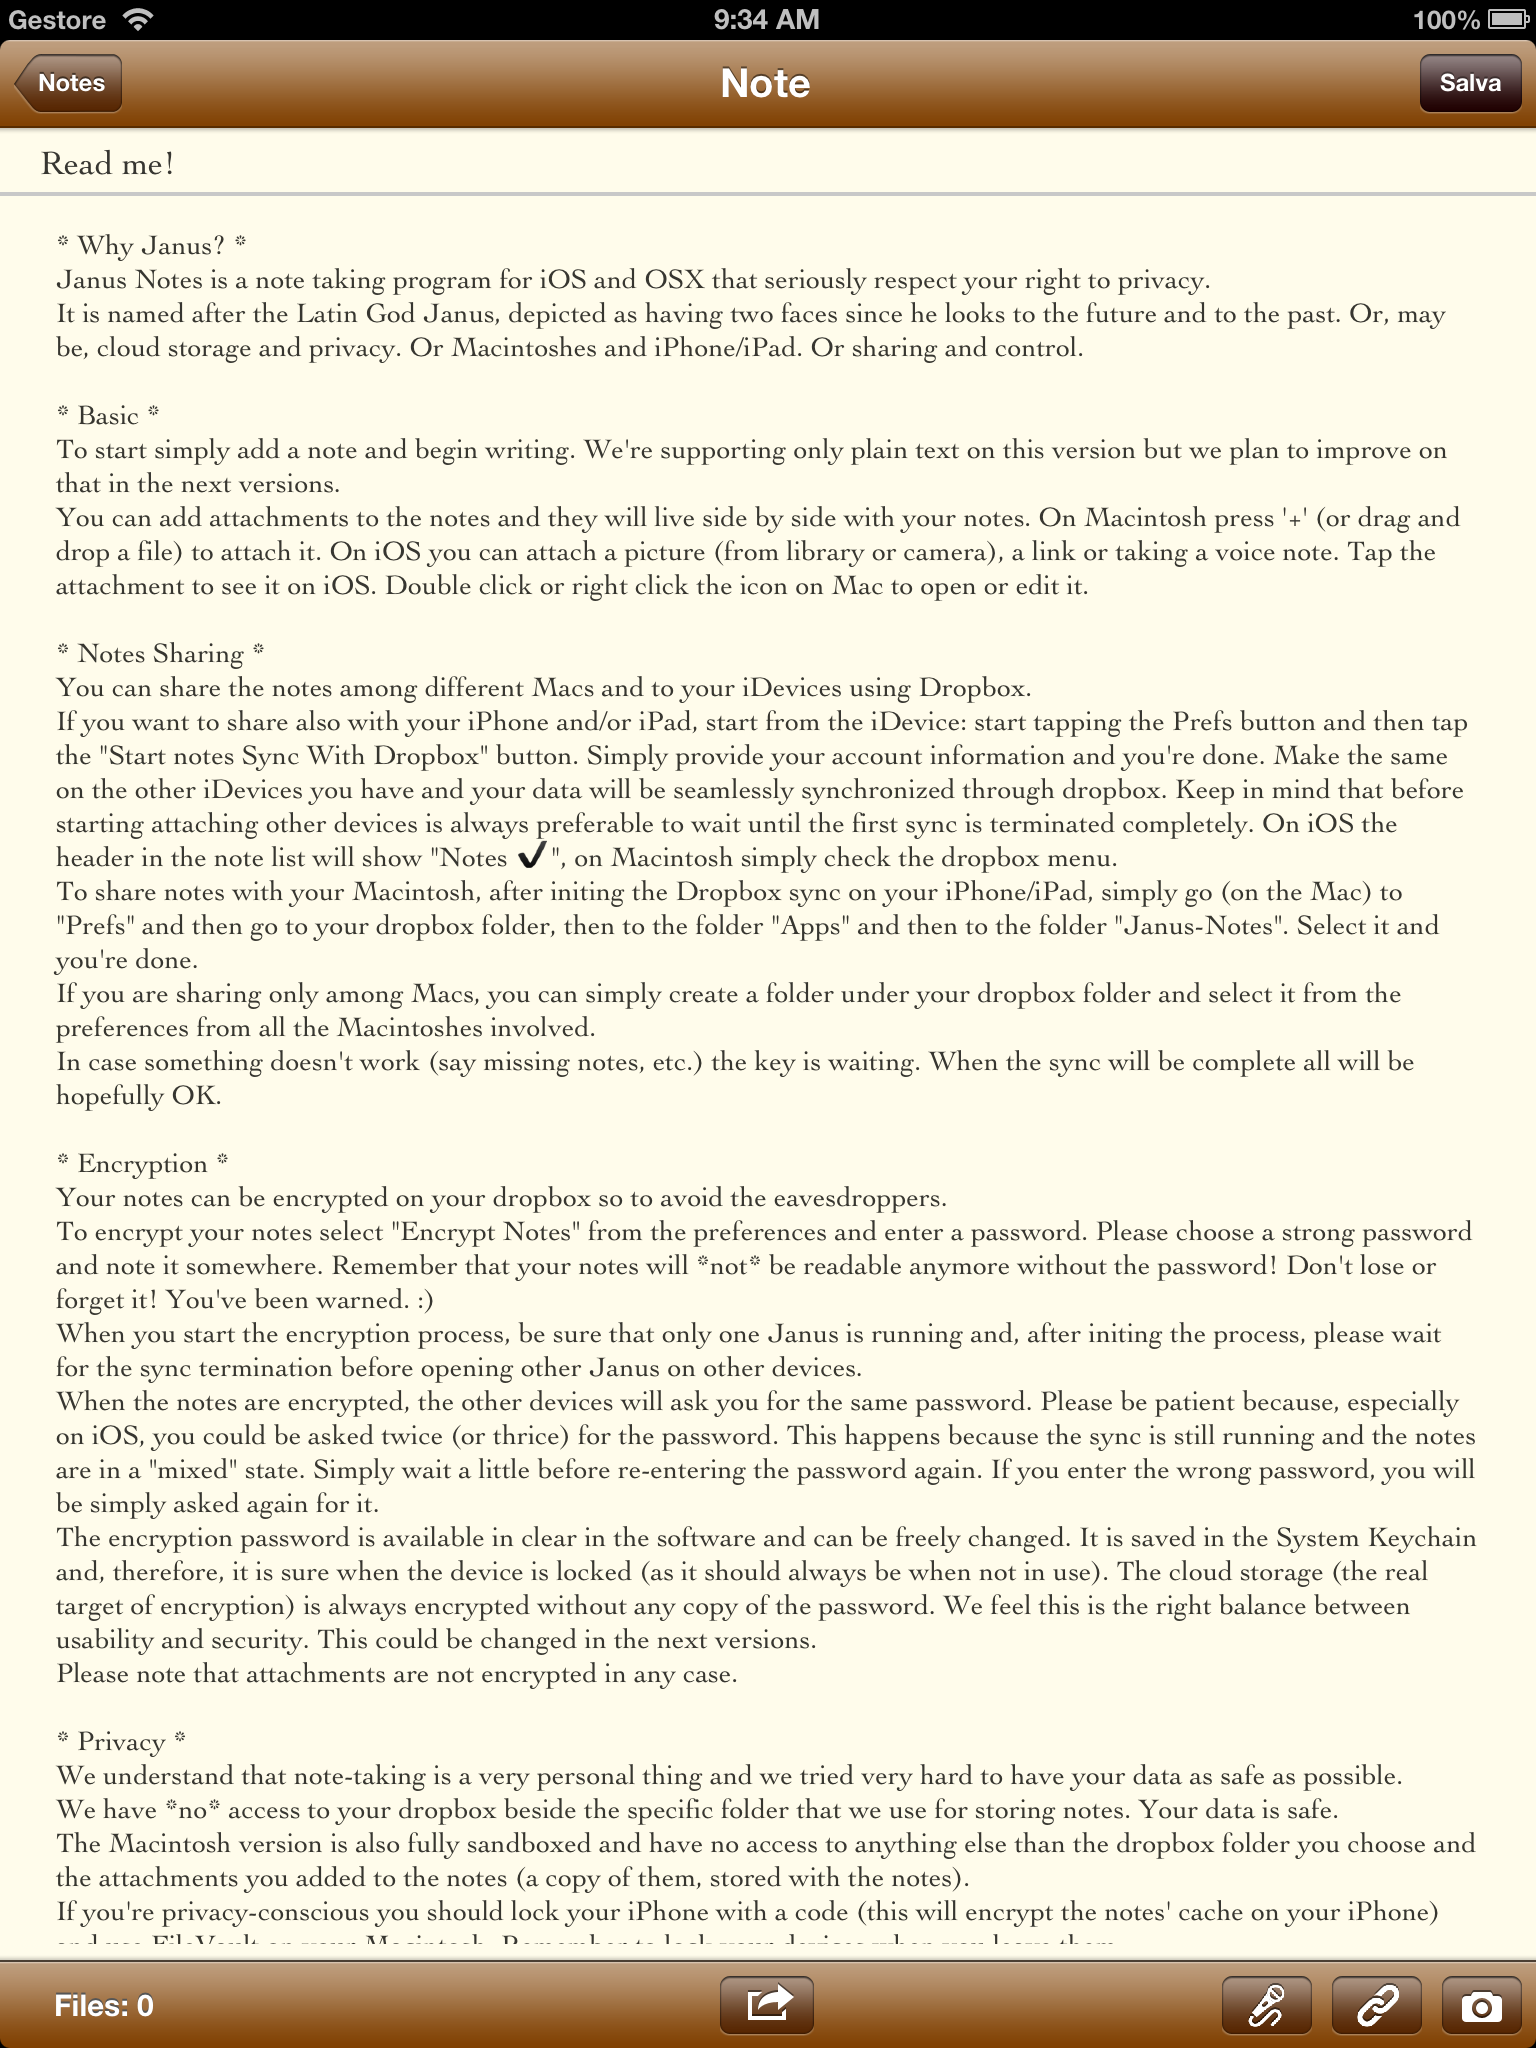 Gestore 9:34 AM 100%
Notes Note Salva
Read me!
* Why Janus? *
Janus Notes is a note taking program for iOS and OSX that seriously respect your right to privacy.
It is named after the Latin God Janus, depicted as having two faces since he looks to the future and to the past. Or, may
be, cloud storage and privacy. Or Macintoshes and iPhone/iPad. Or sharing and control.
* Basic *
To start simply add a note and begin writing. We're supporting only plain text on this version but we plan to improve on
that in the next versions.
You can add attachments to the notes and they will live side by side with your notes. On Macintosh press '+' (or drag and
drop a file) to attach it. On iOS you can attach a picture (from library or camera), a link or taking a voice note. Tap the
attachment to see it on iOS. Double click or right click the icon on Mac to open or edit it.
* Notes Sharing *
You can share the notes among different Macs and to your iDevices using Dropbox.
If you want to share also with your iPhone and/or iPad, start from the iDevice: start tapping the Prefs button and then tap
the "Start notes Sync With Dropbox" button. Simply provide your account information and you're done. Make the same
on the other iDevices you have and your data will be seamlessly synchronized through dropbox. Keep in mind that before
starting attaching other devices is always preferable to wait until the first sync is terminated completely. On iOS the
header in the note list will show "Notes ✔", on Macintosh simply check the dropbox menu.
To share notes with your Macintosh, after initing the Dropbox sync on your iPhone/iPad, simply go (on the Mac) to
"Prefs" and then go to your dropbox folder, then to the folder "Apps" and then to the folder "Janus-Notes". Select it and
you're done.
If you are sharing only among Macs, you can simply create a folder under your dropbox folder and select it from the
preferences from all the Macintoshes involved.
In case something doesn't work (say missing notes, etc.) the key is waiting. When the sync will be complete all will be
hopefully OK.
* Encryption *
Your notes can be encrypted on your dropbox so to avoid the eavesdroppers.
To encrypt your notes select "Encrypt Notes" from the preferences and enter a password. Please choose a strong password
and note it somewhere. Remember that your notes will *not* be readable anymore without the password! Don't lose or
forget it! You've been warned. :)
When you start the encryption process, be sure that only one Janus is running and, after initing the process, please wait
for the sync termination before opening other Janus on other devices.
When the notes are encrypted, the other devices will ask you for the same password. Please be patient because, especially
on iOS, you could be asked twice (or thrice) for the password. This happens because the sync is still running and the notes
are in a "mixed" state. Simply wait a little before re-entering the password again. If you enter the wrong password, you will
be simply asked again for it.
The encryption password is available in clear in the software and can be freely changed. It is saved in the System Keychain
and, therefore, it is sure when the device is locked (as it should always be when not in use). The cloud storage (the real
target of encryption) is always encrypted without any copy of the password. We feel this is the right balance between
usability and security. This could be changed in the next versions.
Please note that attachments are not encrypted in any case.
* Privacy *
We understand that note-taking is a very personal thing and we tried very hard to have your data as safe as possible.
We have *no* access to your dropbox beside the specific folder that we use for storing notes. Your data is safe.
The Macintosh version is also fully sandboxed and have no access to anything else than the dropbox folder you choose and
the attachments you added to the notes (a copy of them, stored with the notes).
If you're privacy-conscious you should lock your iPhone with a code (this will encrypt the notes' cache on your iPhone)
and use FileVault on your Macintosh. Remember to lock your devices when you leave them.
Files: 0